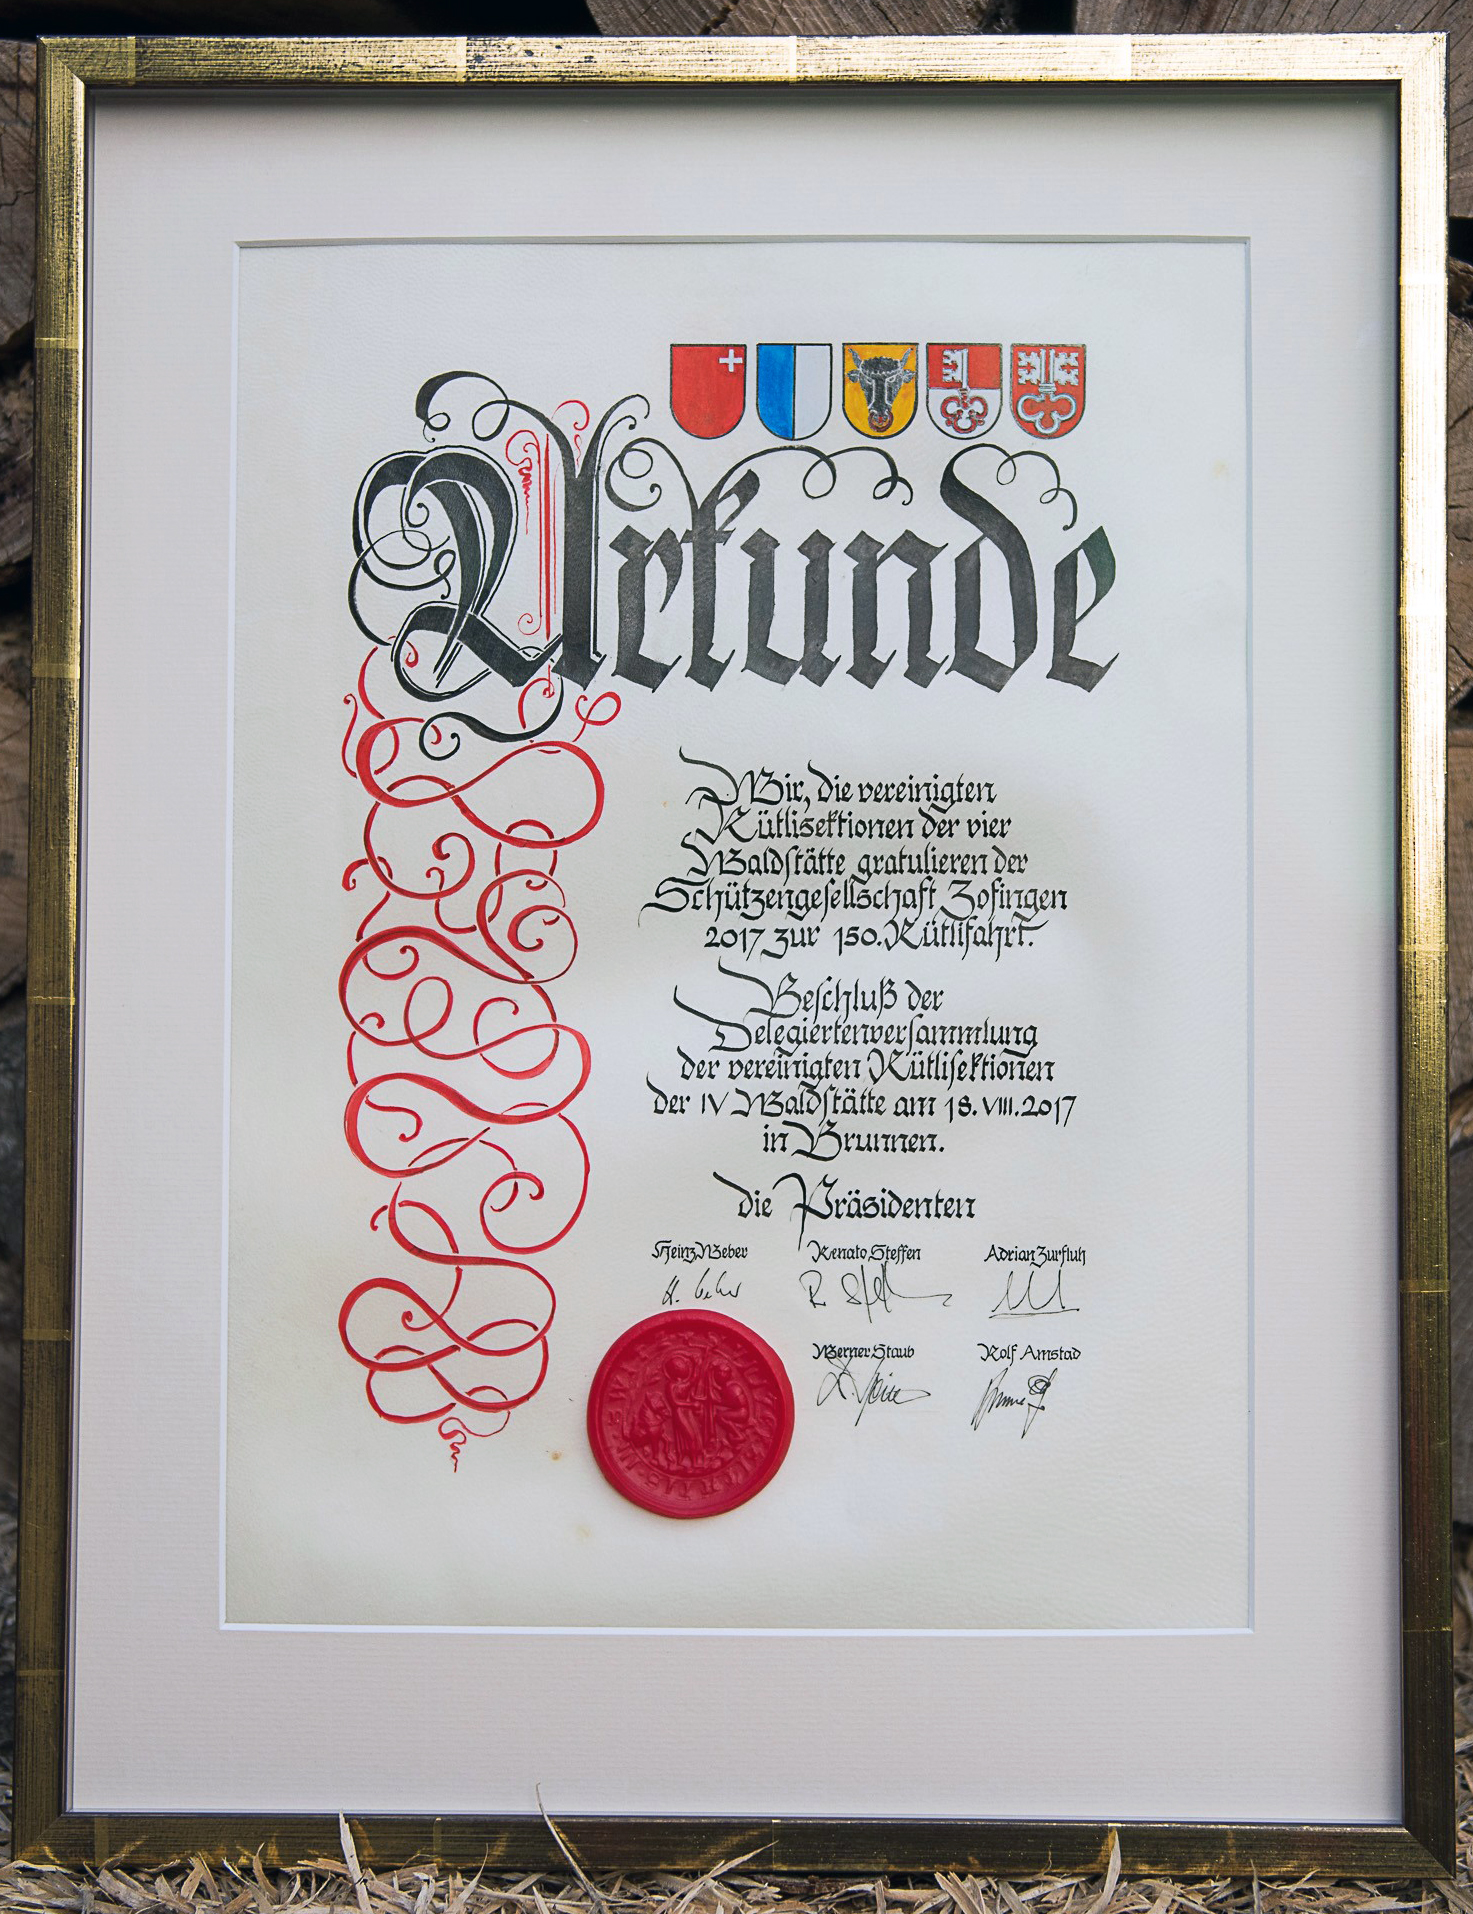 Urkunde
Wir, die vereinigten
Rütlisektionen der vier
Waldſtätte gratulieren der
Schützengeſellschaft Zofingen
2017 zur 150. Rütlifahrt.
Beſchluß der
Delegiertenverſammlung
der vereinigten Rütliſektionen
der IV Waldſtätte am 18. VIII. 2017
in Brunnen.
die Präsidenten
Heinz Weber Renato Steffen Adrian Zurfluh
Werner Staub Rolf Amstad